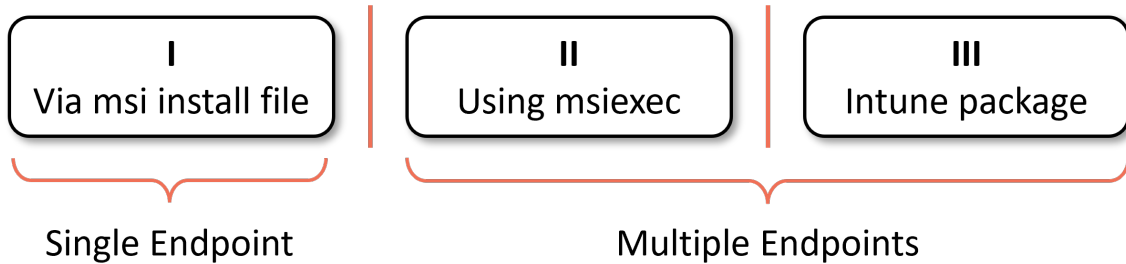 I
Via msi install file
II
Using msiexec
III
Intune package
Single Endpoint
Multiple Endpoints